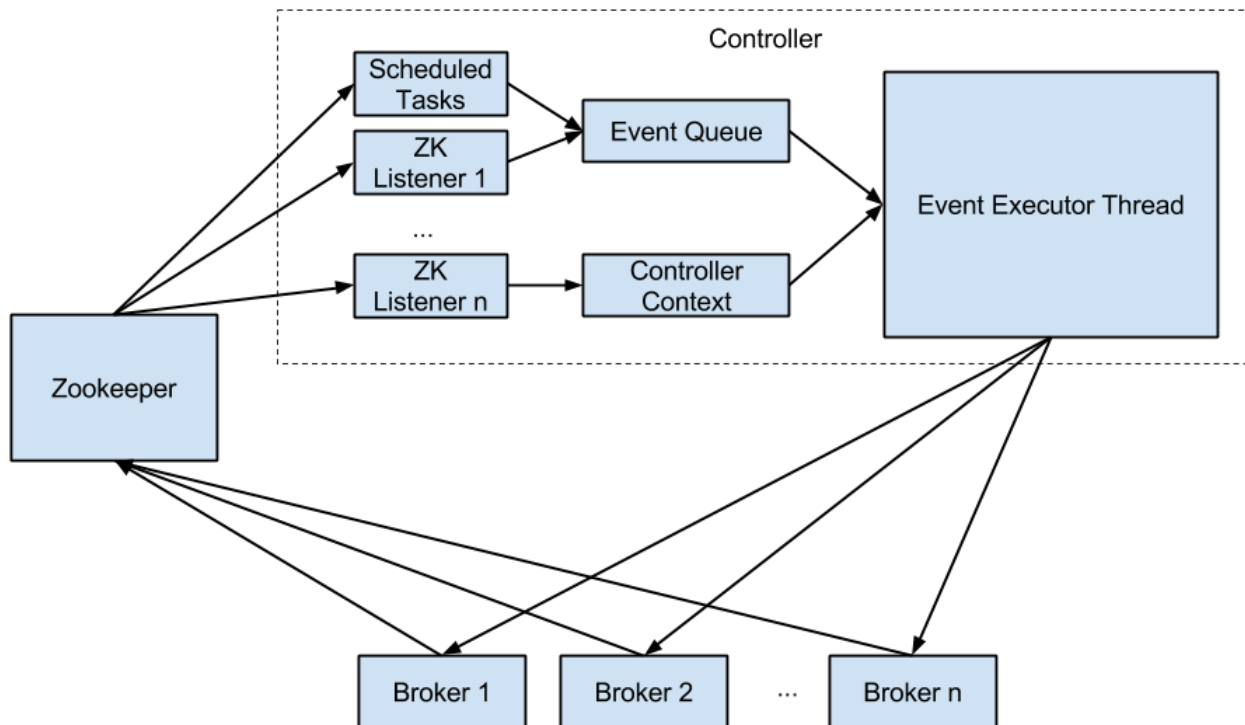 Controller
Scheduled
Tasks
Event Queue
ZK
Listener 1
Event Executor Thread
...
ZK
Listener n
Controller
Context
Zookeeper
Broker 1
Broker 2
...
Broker n